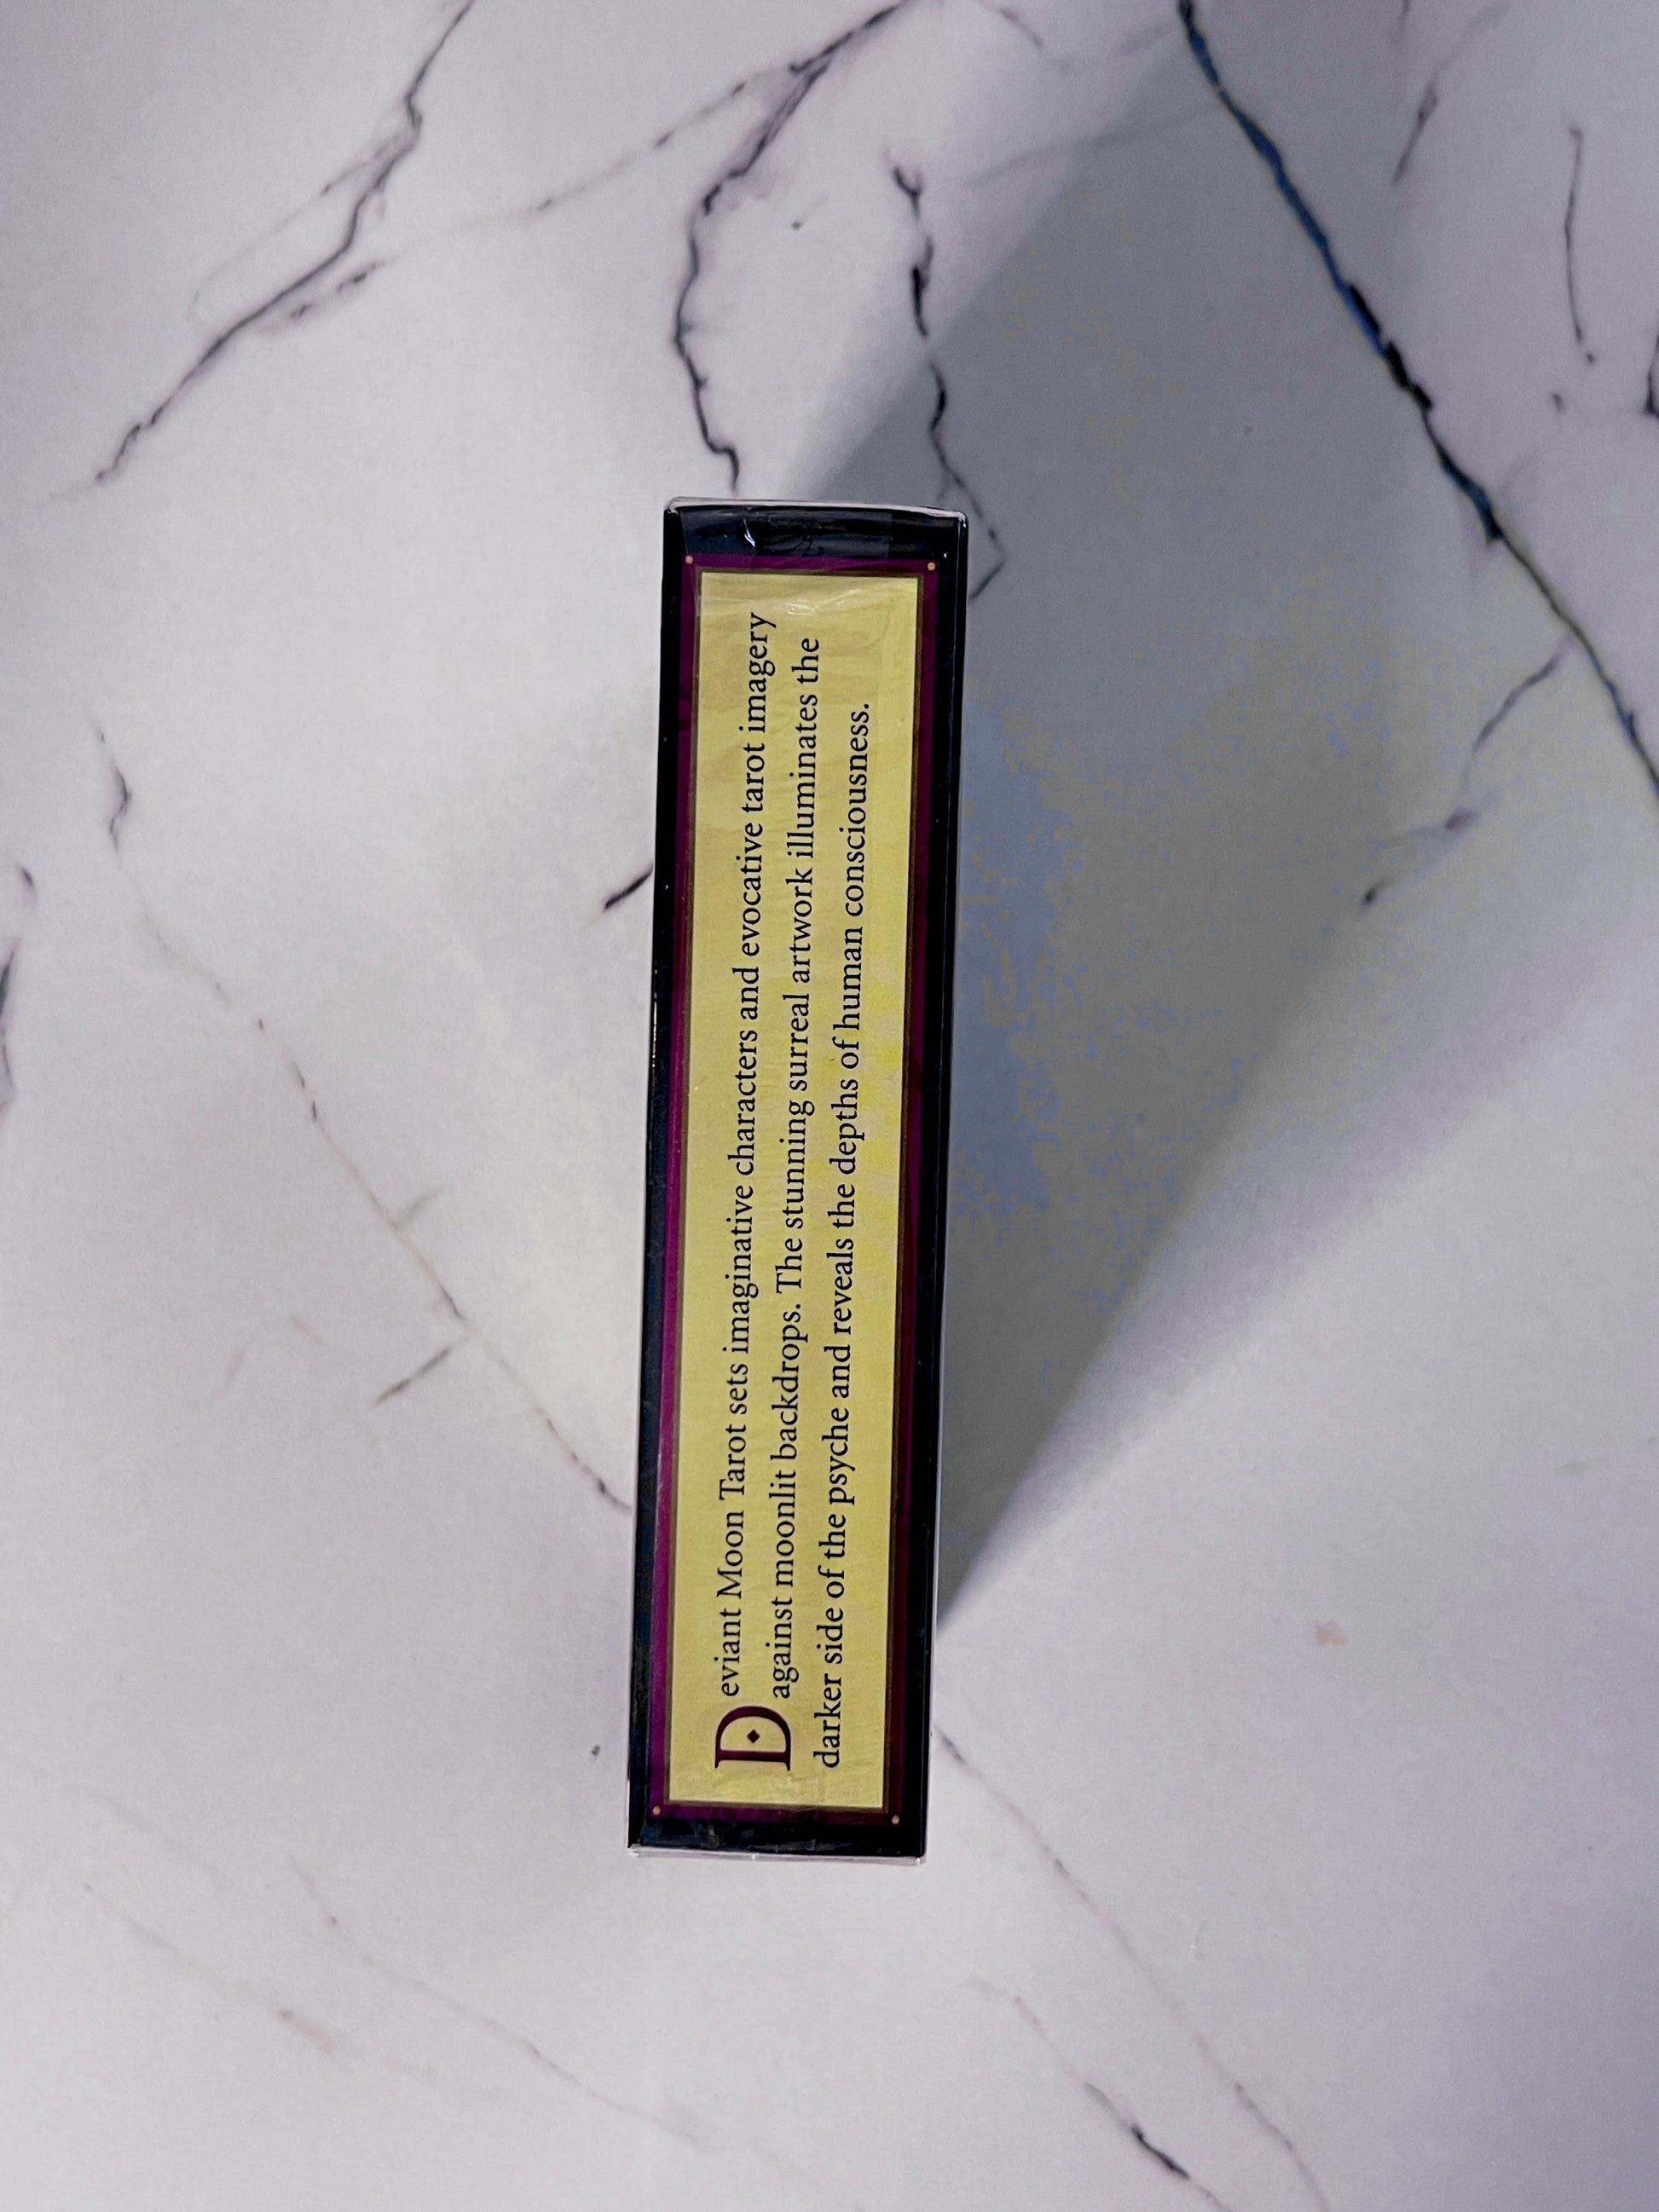 Deviant Moon Tarot sets imaginative characters and evocative tarot imagery
against moonlit backdrops. The stunning surreal artwork illuminates the
darker side of the psyche and reveals the depths of human consciousness.